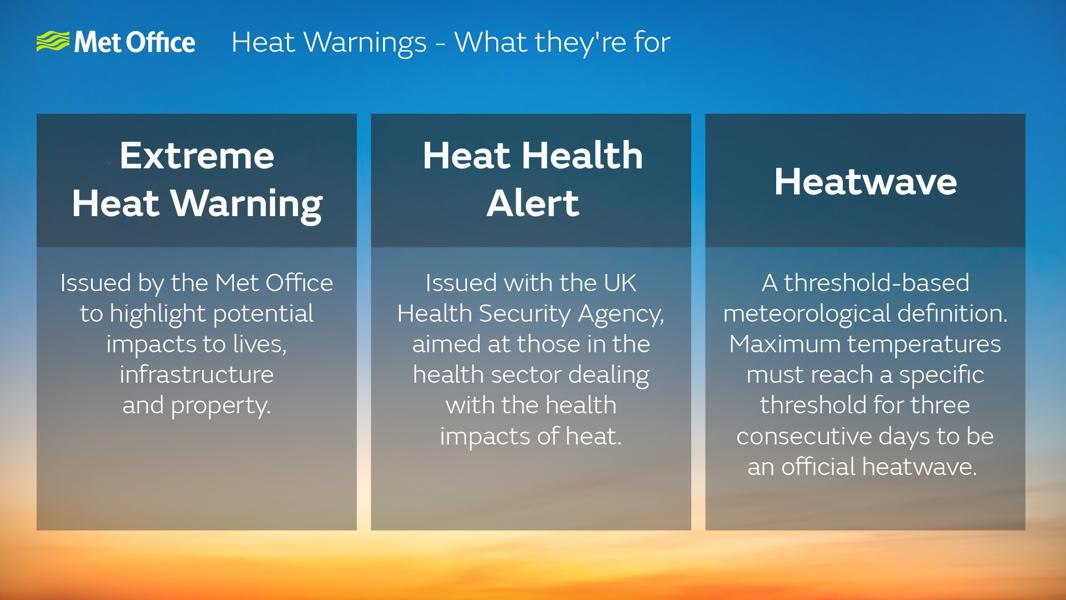 Met Office
Heat Warnings - What they're for
Extreme
Heat Warning
Issued by the Met Office
to highlight potential
impacts to lives,
infrastructure
and property.
Heat Health
Alert
Issued with the UK
Health Security Agency,
aimed at those in the
health sector dealing
with the health
impacts of heat.
Heatwave
A threshold-based
meteorological definition.
Maximum temperatures
must reach a specific
threshold for three
consecutive days to be
an official heatwave.